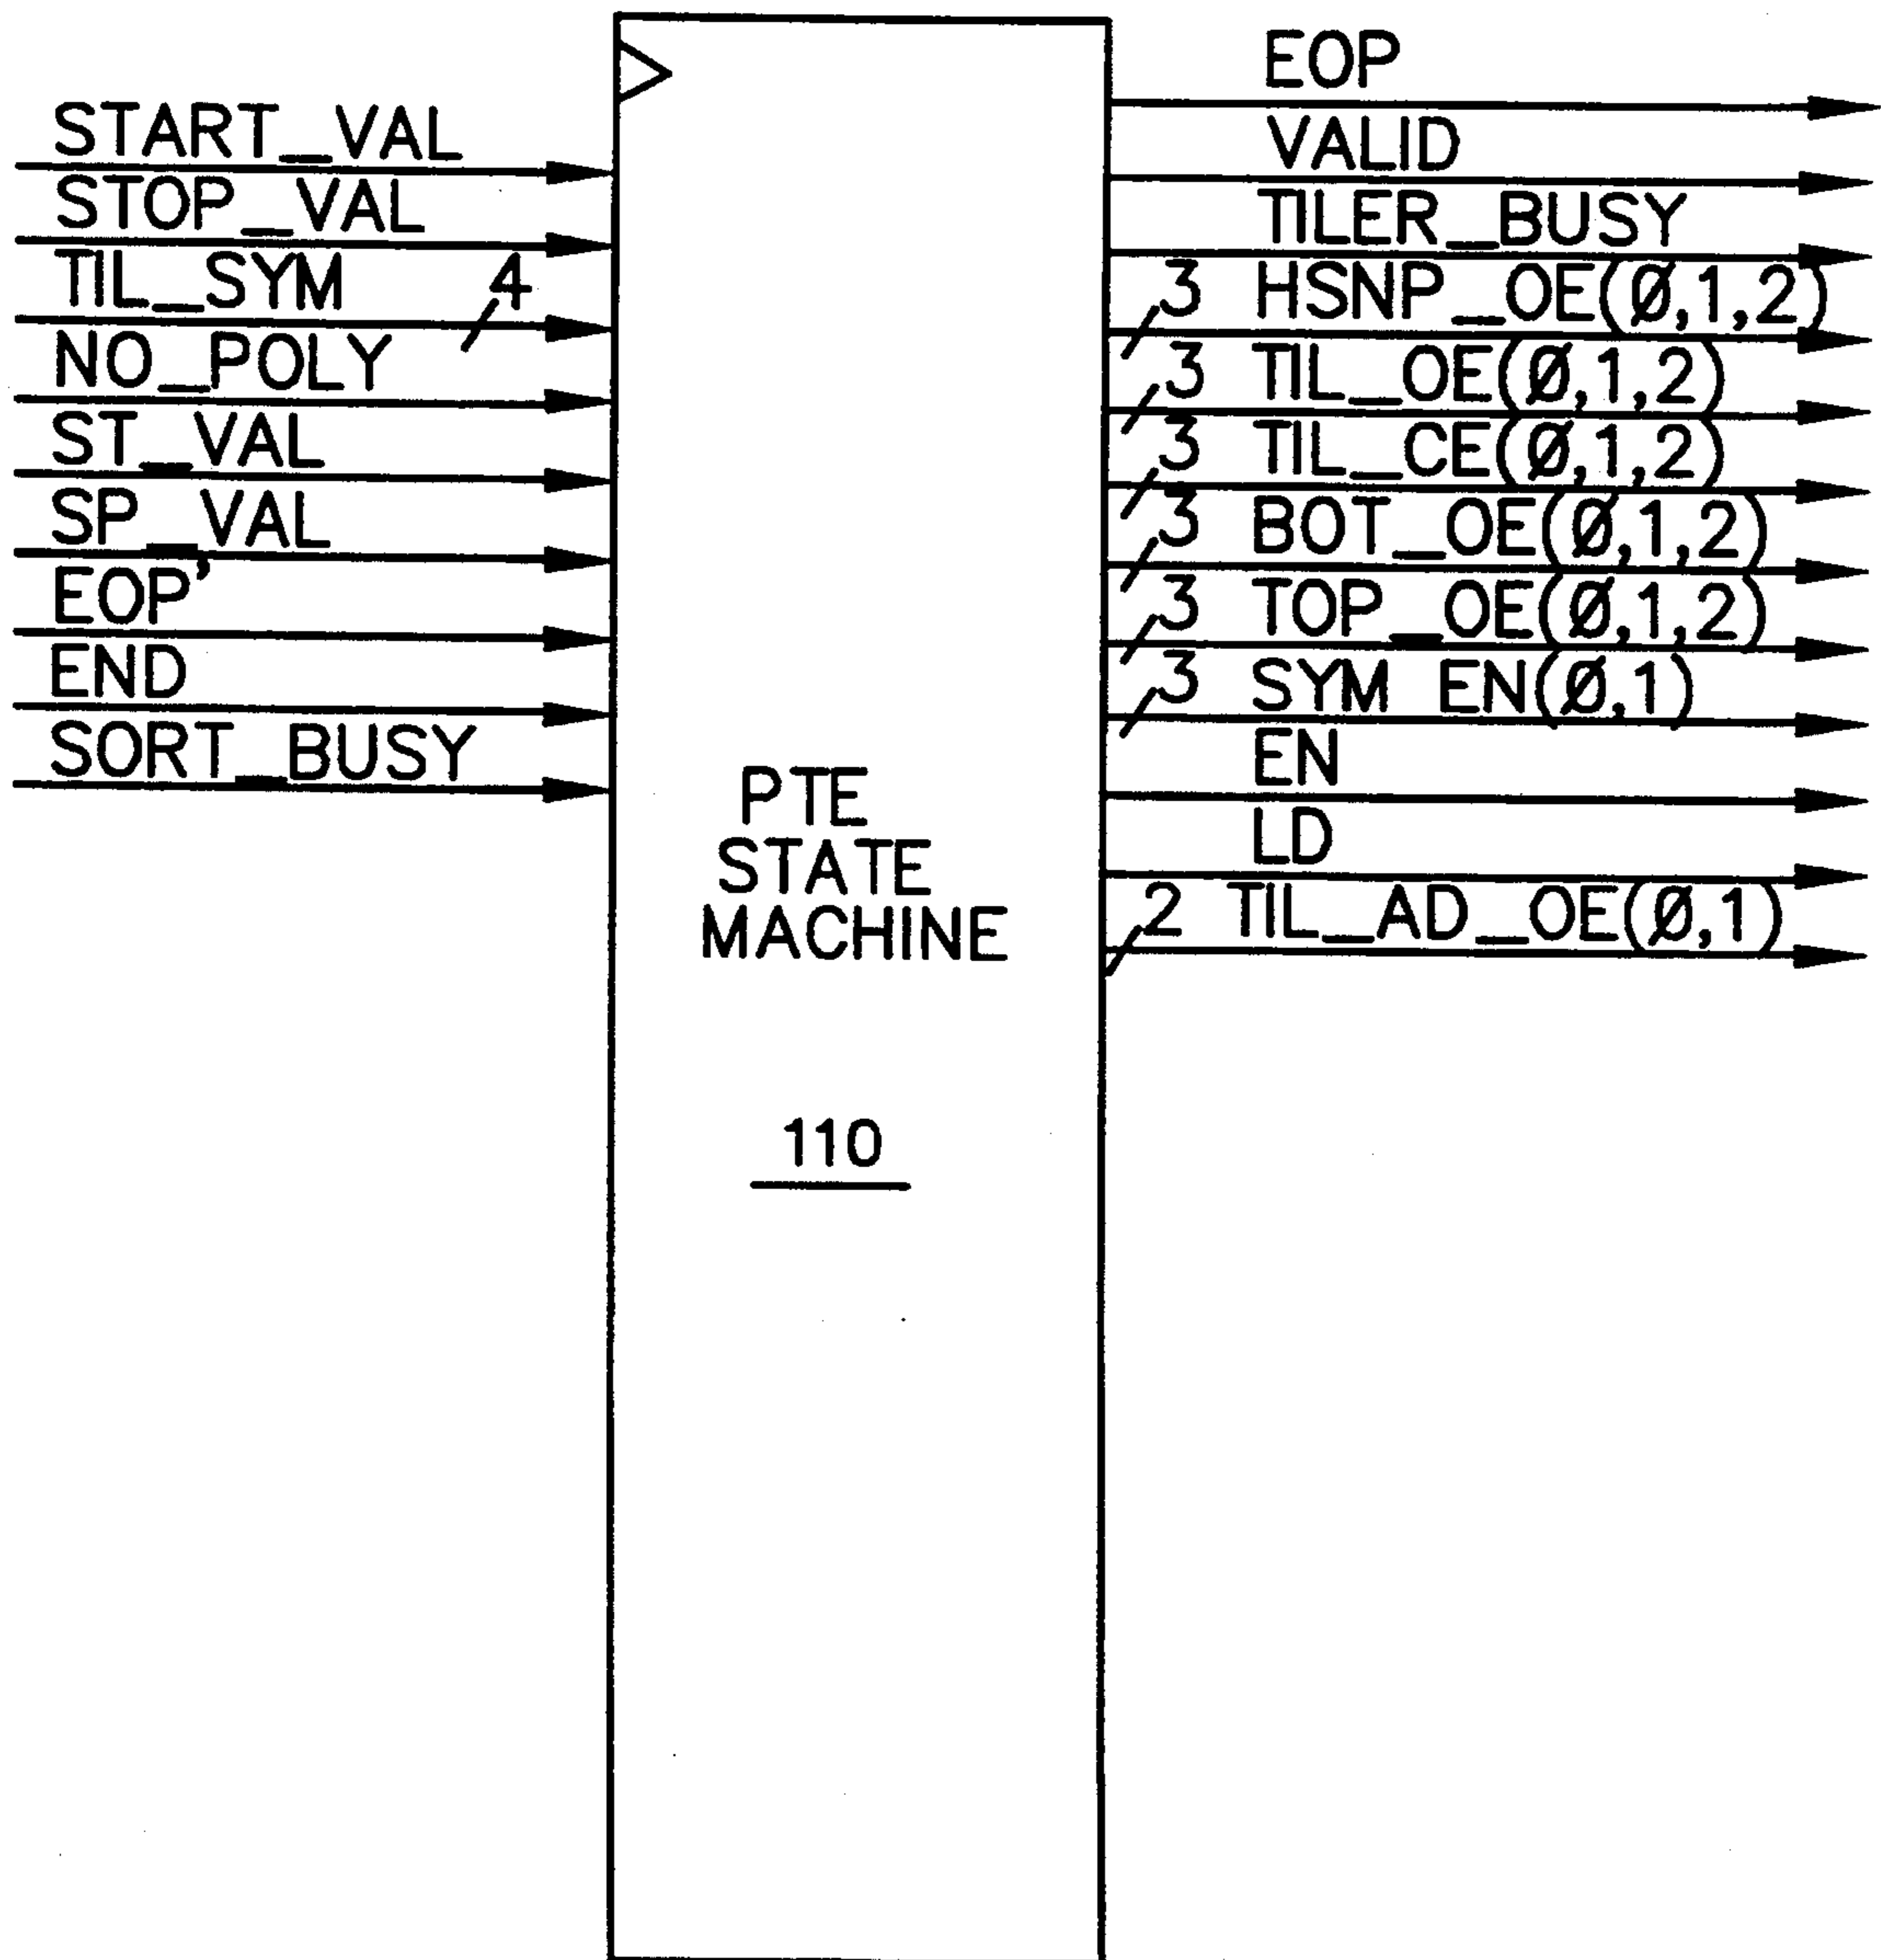 START_VAL
STOP_VAL
TIL_SYM 4
NO_POLY
ST_VAL
SP_VAL
EOP'
END
SORT_BUSY
PTE
STATE
MACHINE
110
EOP
VALID
TILER_BUSY
3 HSNP_OE(Ø,1,2)
3 TIL_OE(Ø,1,2)
3 TIL_CE(Ø,1,2)
3 BOT_OE(Ø,1,2)
3 TOP_OE(Ø,1,2)
3 SYM EN(Ø,1)
EN
LD
2 TIL_AD_OE(Ø,1)